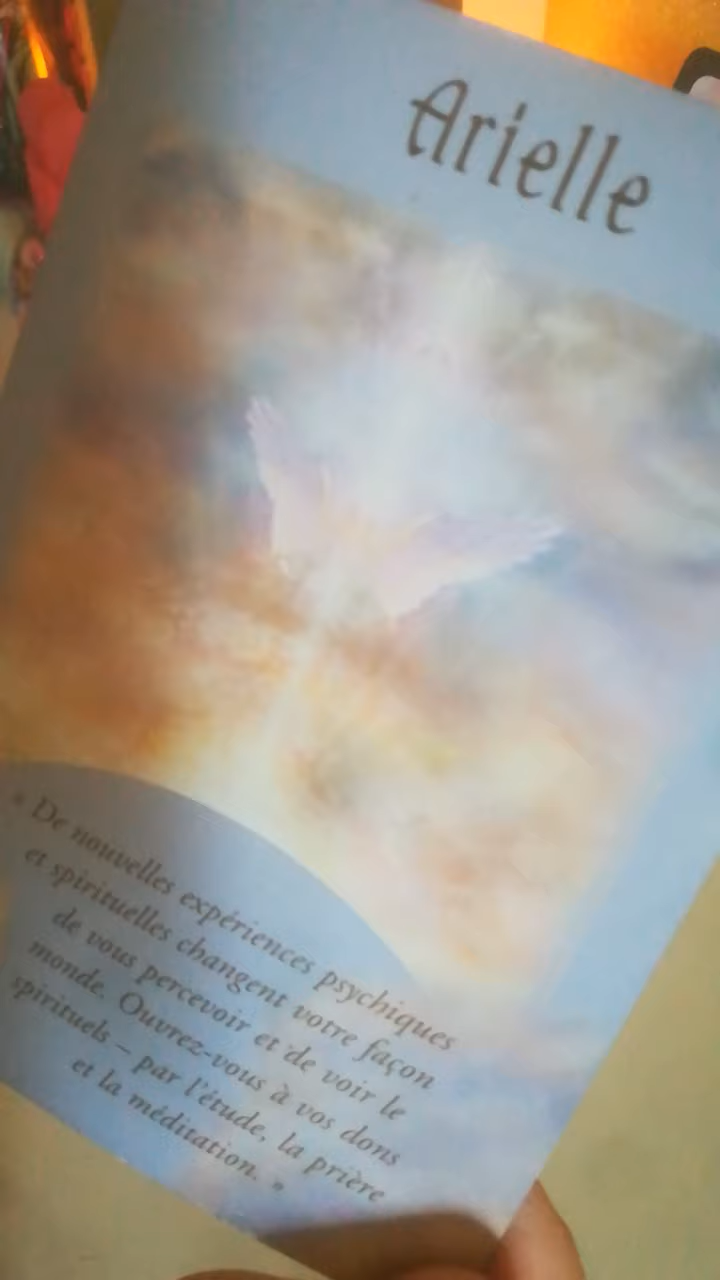 Arielle
« De nouvelles expériences psychiques
et spirituelles changent votre façon
de vous percevoir et de voir le
monde. Ouvrez-vous à vos dons
spirituels – par l'étude, la prière
et la méditation. »